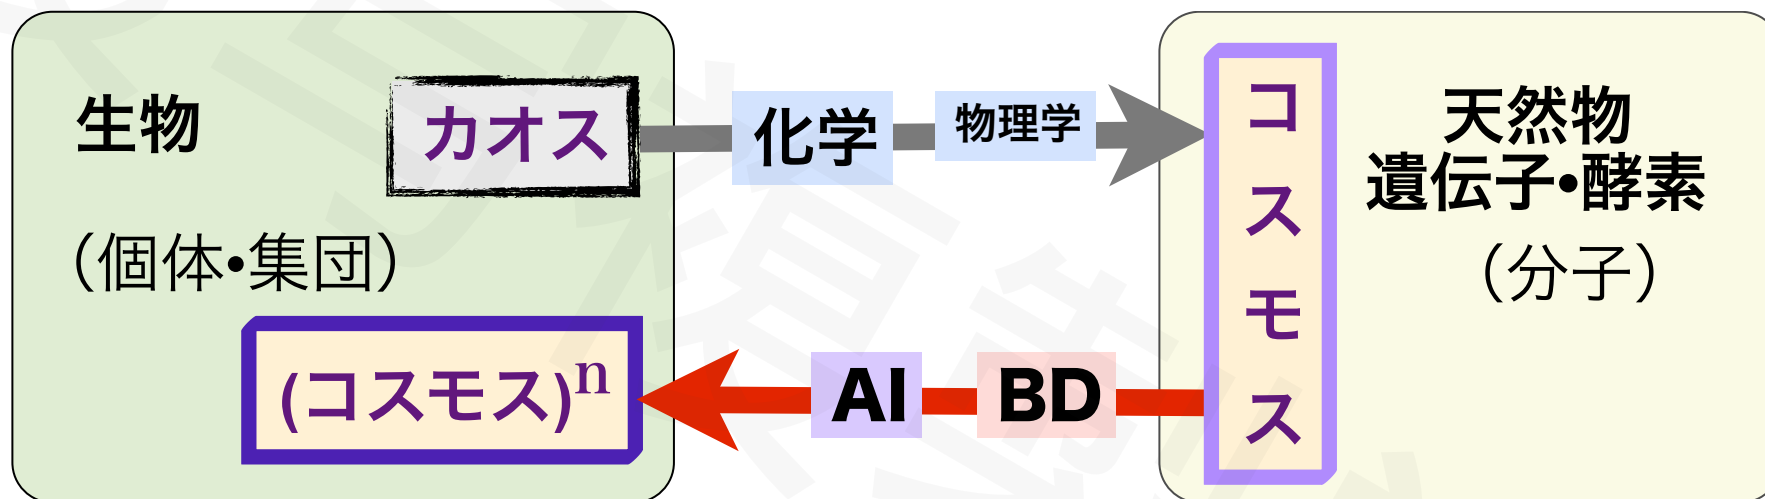 生物
カオス
（個体•集団）
(コスモス)ⁿ
化学
物理学
AI
BD
コスモス
天然物
遺伝子•酵素
（分子）